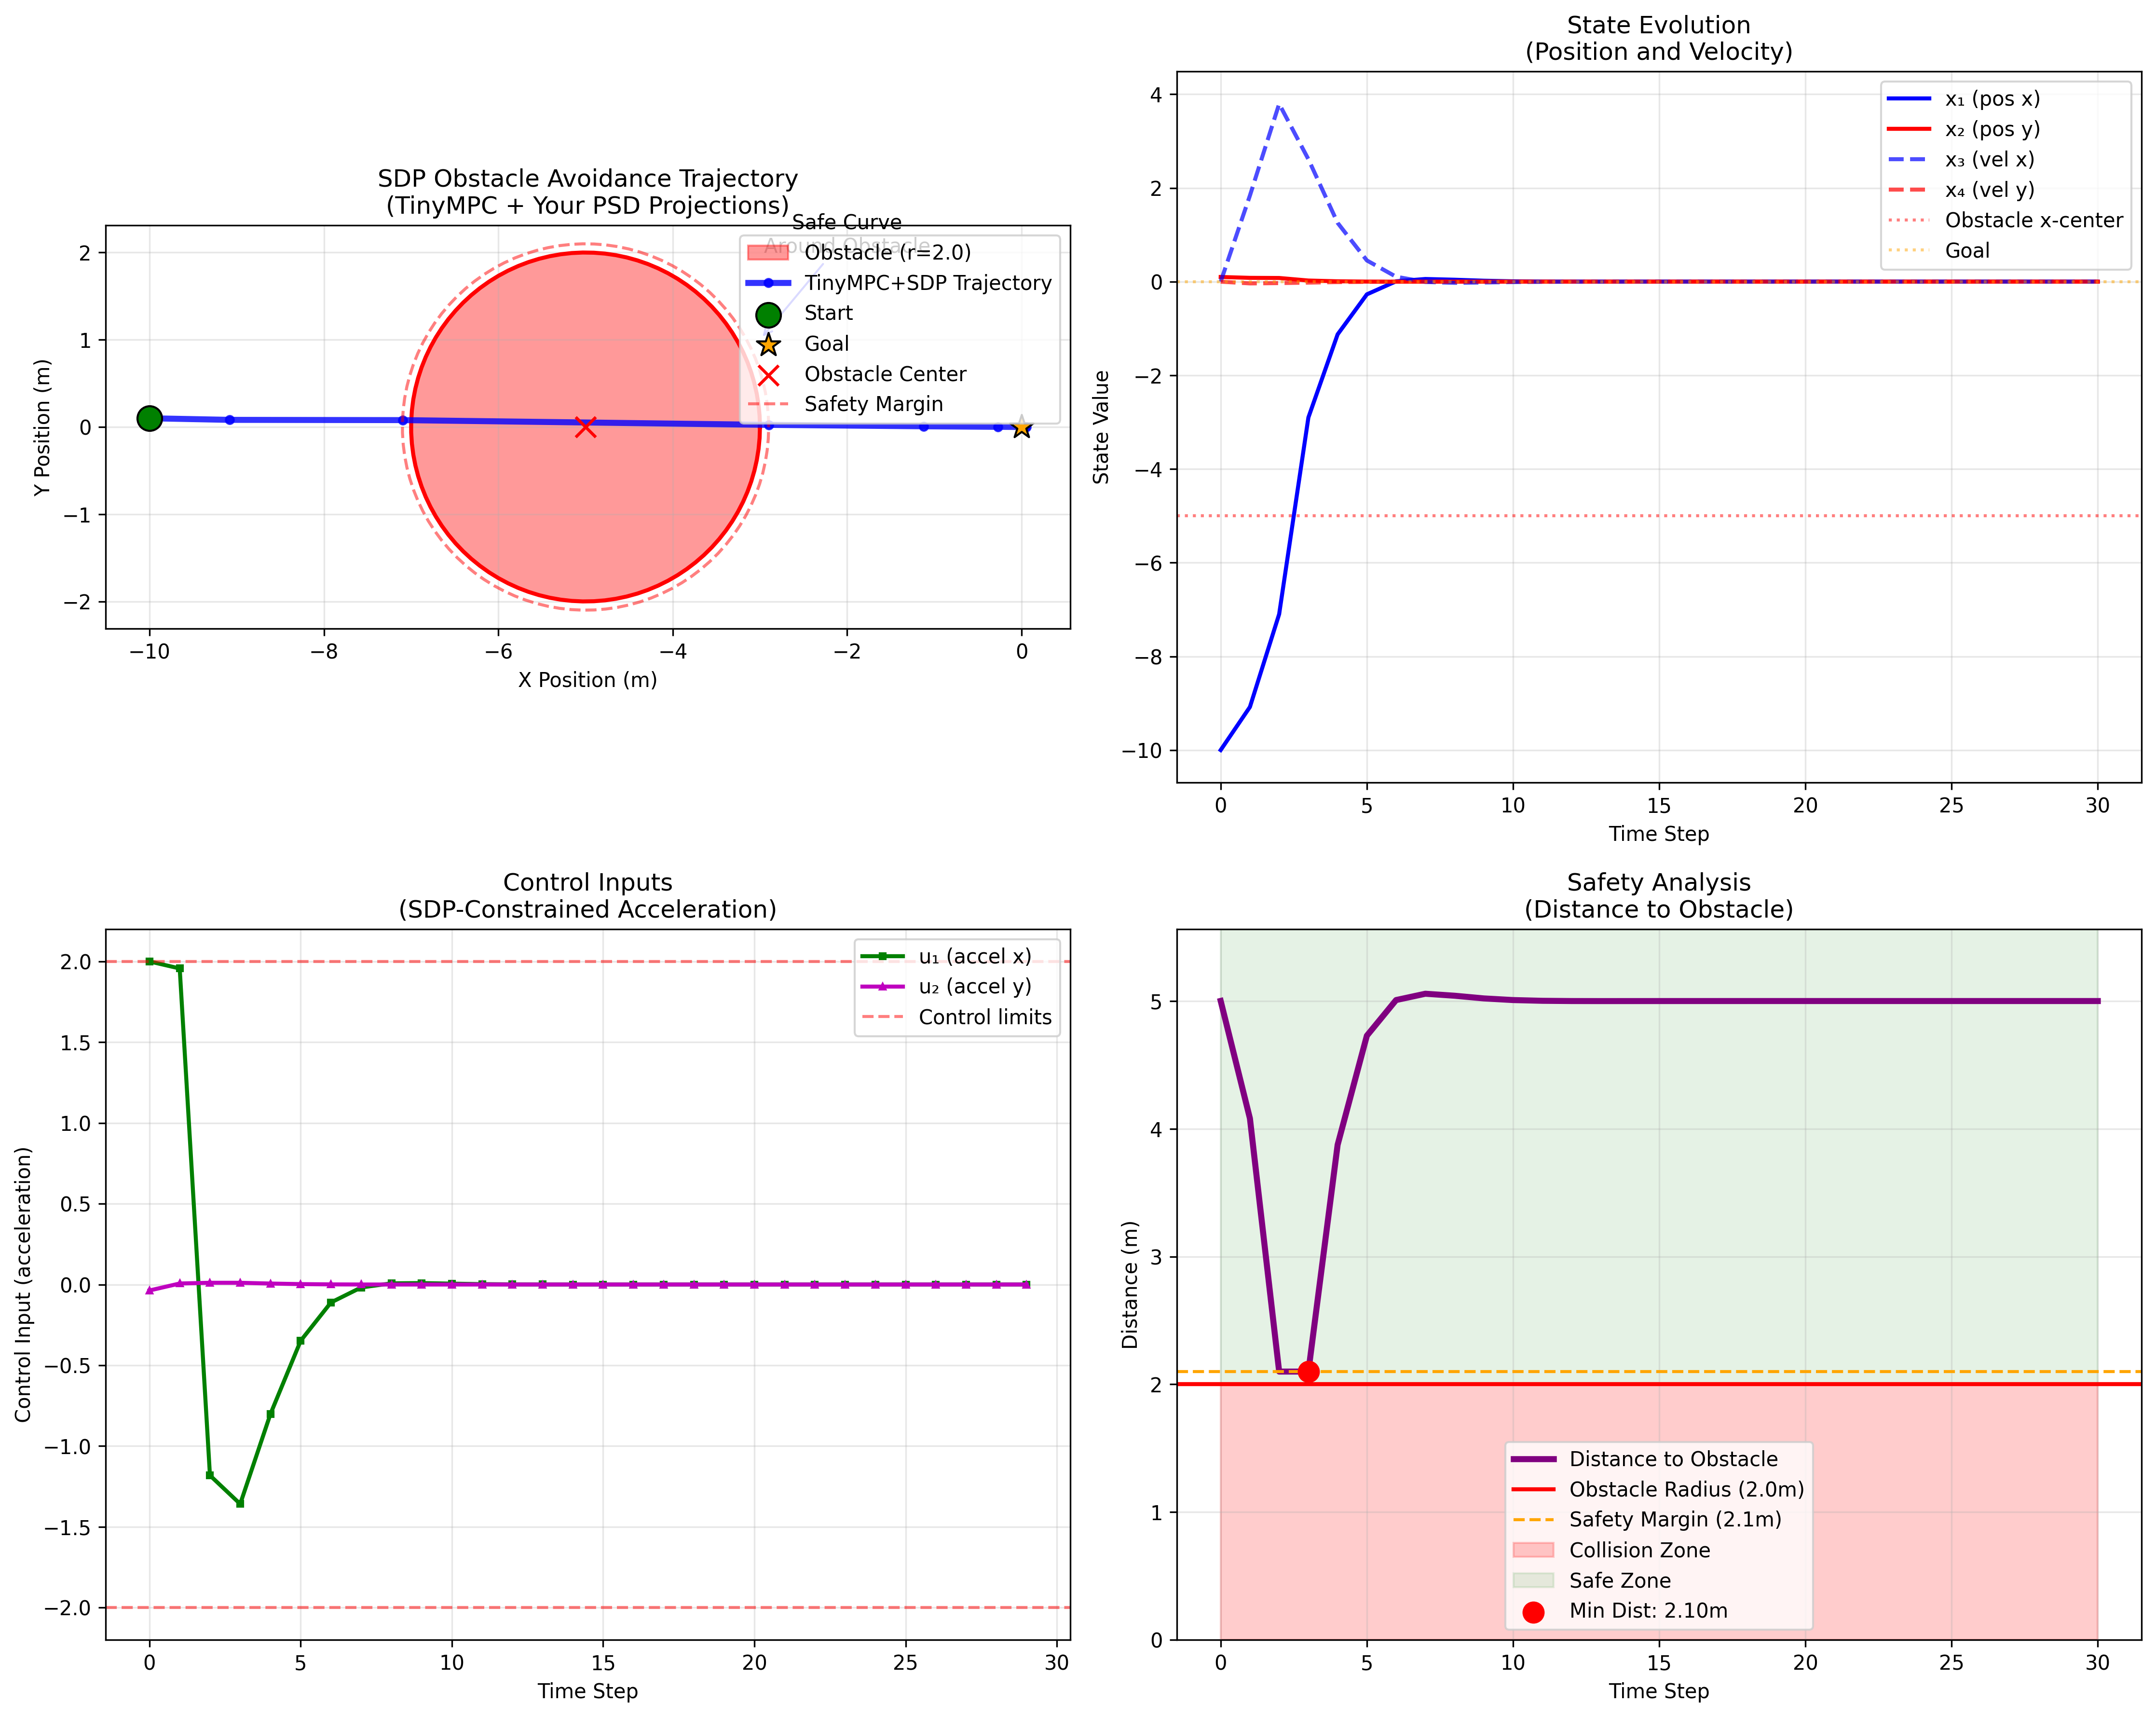 SDP Obstacle Avoidance Trajectory
(TinyMPC + Your PSD Projections)
Safe Curve
Around Obstacle
Obstacle (r=2.0)
TinyMPC+SDP Trajectory
Start
Goal
Obstacle Center
Safety Margin
2
1
0
−1
−2
Y Position (m)
−10
−8
−6
−4
−2
0
X Position (m)
State Evolution
(Position and Velocity)
x₁ (pos x)
x₂ (pos y)
x₃ (vel x)
x₄ (vel y)
Obstacle x-center
Goal
4
2
0
−2
−4
−6
−8
−10
State Value
0
5
10
15
20
25
30
Time Step
Control Inputs
(SDP-Constrained Acceleration)
u₁ (accel x)
u₂ (accel y)
Control limits
2.0
1.5
1.0
0.5
0.0
−0.5
−1.0
−1.5
−2.0
Control Input (acceleration)
0
5
10
15
20
25
30
Time Step
Safety Analysis
(Distance to Obstacle)
5
4
3
2
1
0
Distance (m)
Distance to Obstacle
Obstacle Radius (2.0m)
Safety Margin (2.1m)
Collision Zone
Safe Zone
Min Dist: 2.10m
0
5
10
15
20
25
30
Time Step